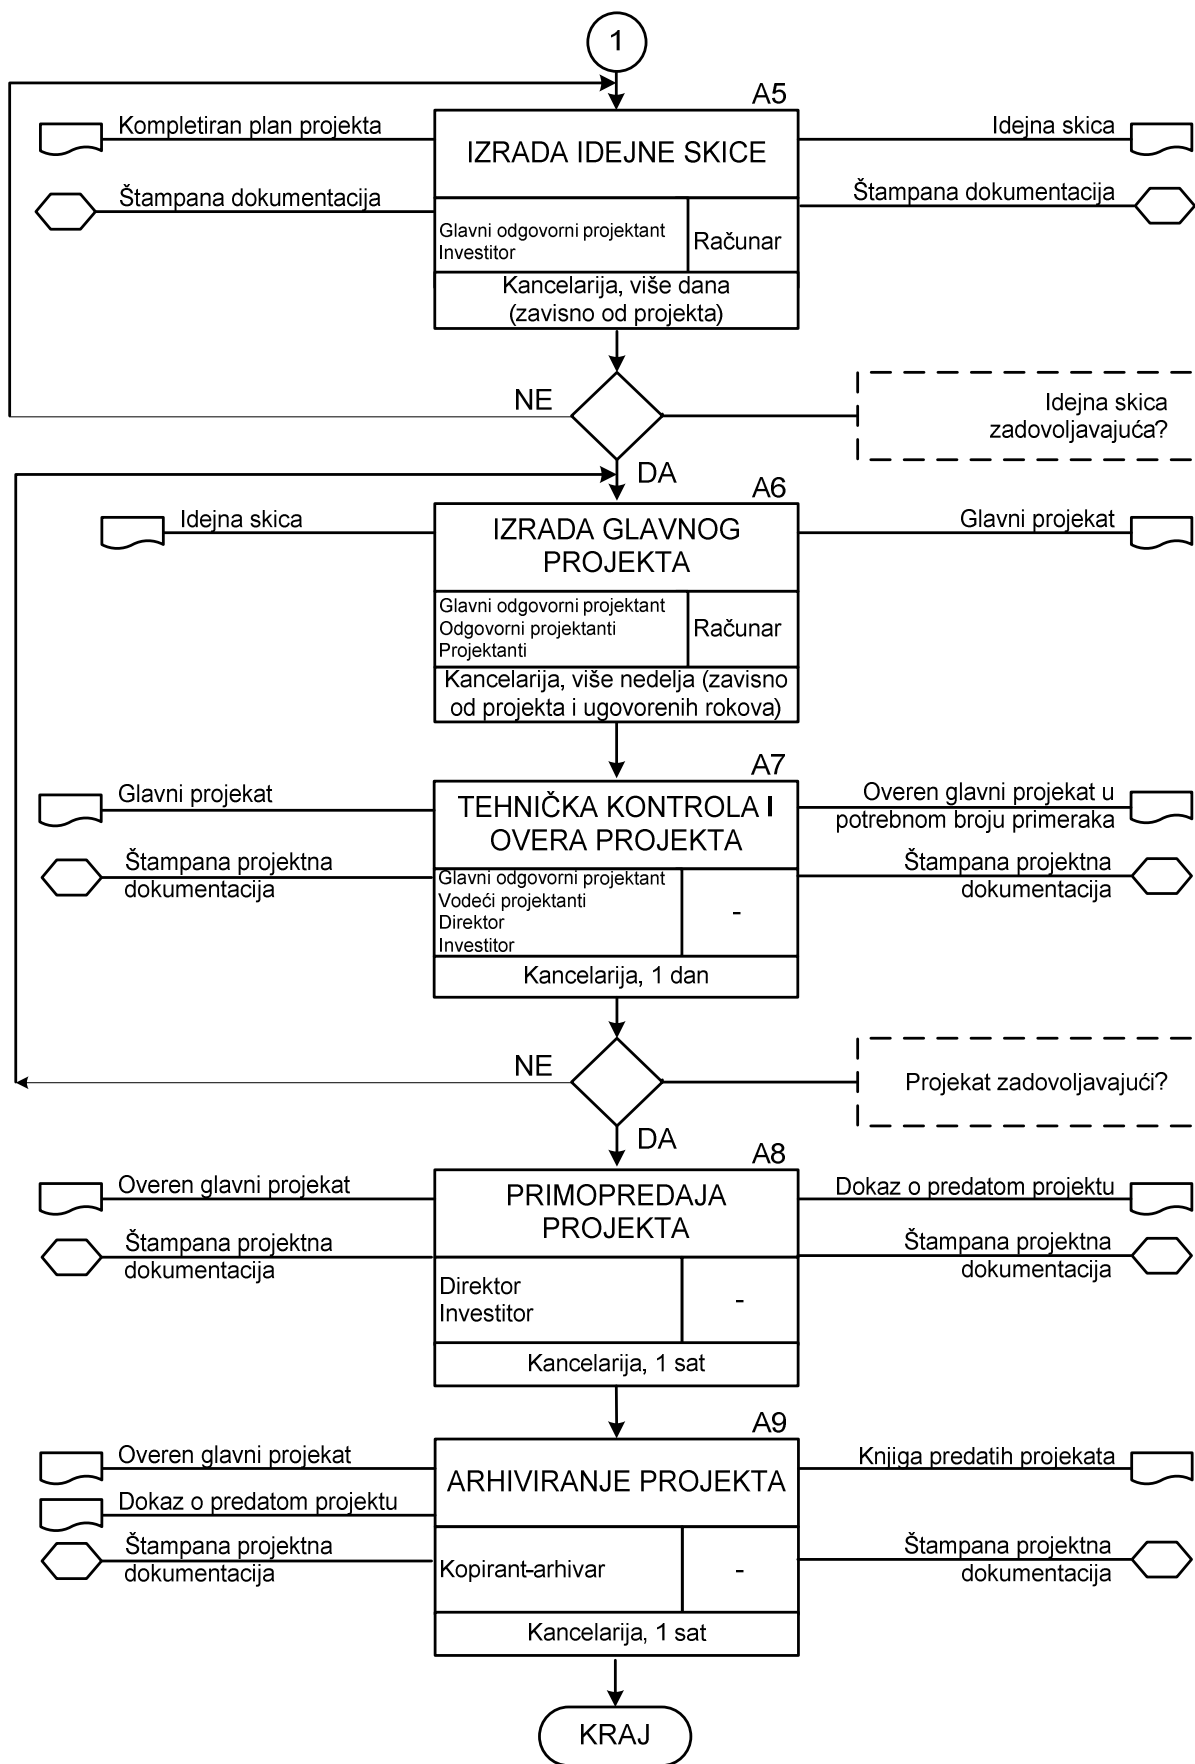 1
A5
Kompletiran plan projekta
IZRADA IDEJNE SKICE
Idejna skica
Štampana dokumentacija
Štampana dokumentacija
Glavni odgovorni projektant
Investitor
Računar
Kancelarija, više dana
(zavisno od projekta)
NE
Idejna skica
zadovoljavajuća?
DA
A6
Idejna skica
IZRADA GLAVNOG
PROJEKTA
Glavni projekat
Glavni odgovorni projektant
Odgovorni projektanti
Projektanti
Računar
Kancelarija, više nedelja (zavisno
od projekta i ugovorenih rokova)
A7
Glavni projekat
TEHNIČKA KONTROLA I
OVERA PROJEKTA
Overen glavni projekat u
potrebnom broju primeraka
Štampana projektna
dokumentacija
Štampana projektna
dokumentacija
Glavni odgovorni projektant
Vodeći projektanti
Direktor
Investitor
-
Kancelarija, 1 dan
NE
Projekat zadovoljavajući?
DA
A8
Overen glavni projekat
PRIMOPREDAJA
PROJEKTA
Dokaz o predatom projektu
Štampana projektna
dokumentacija
Štampana projektna
dokumentacija
Direktor
Investitor
-
Kancelarija, 1 sat
A9
Overen glavni projekat
ARHIVIRANJE PROJEKTA
Knjiga predatih projekata
Dokaz o predatom projektu
Štampana projektna
dokumentacija
Štampana projektna
dokumentacija
Kopirant-arhivar
-
Kancelarija, 1 sat
KRAJ